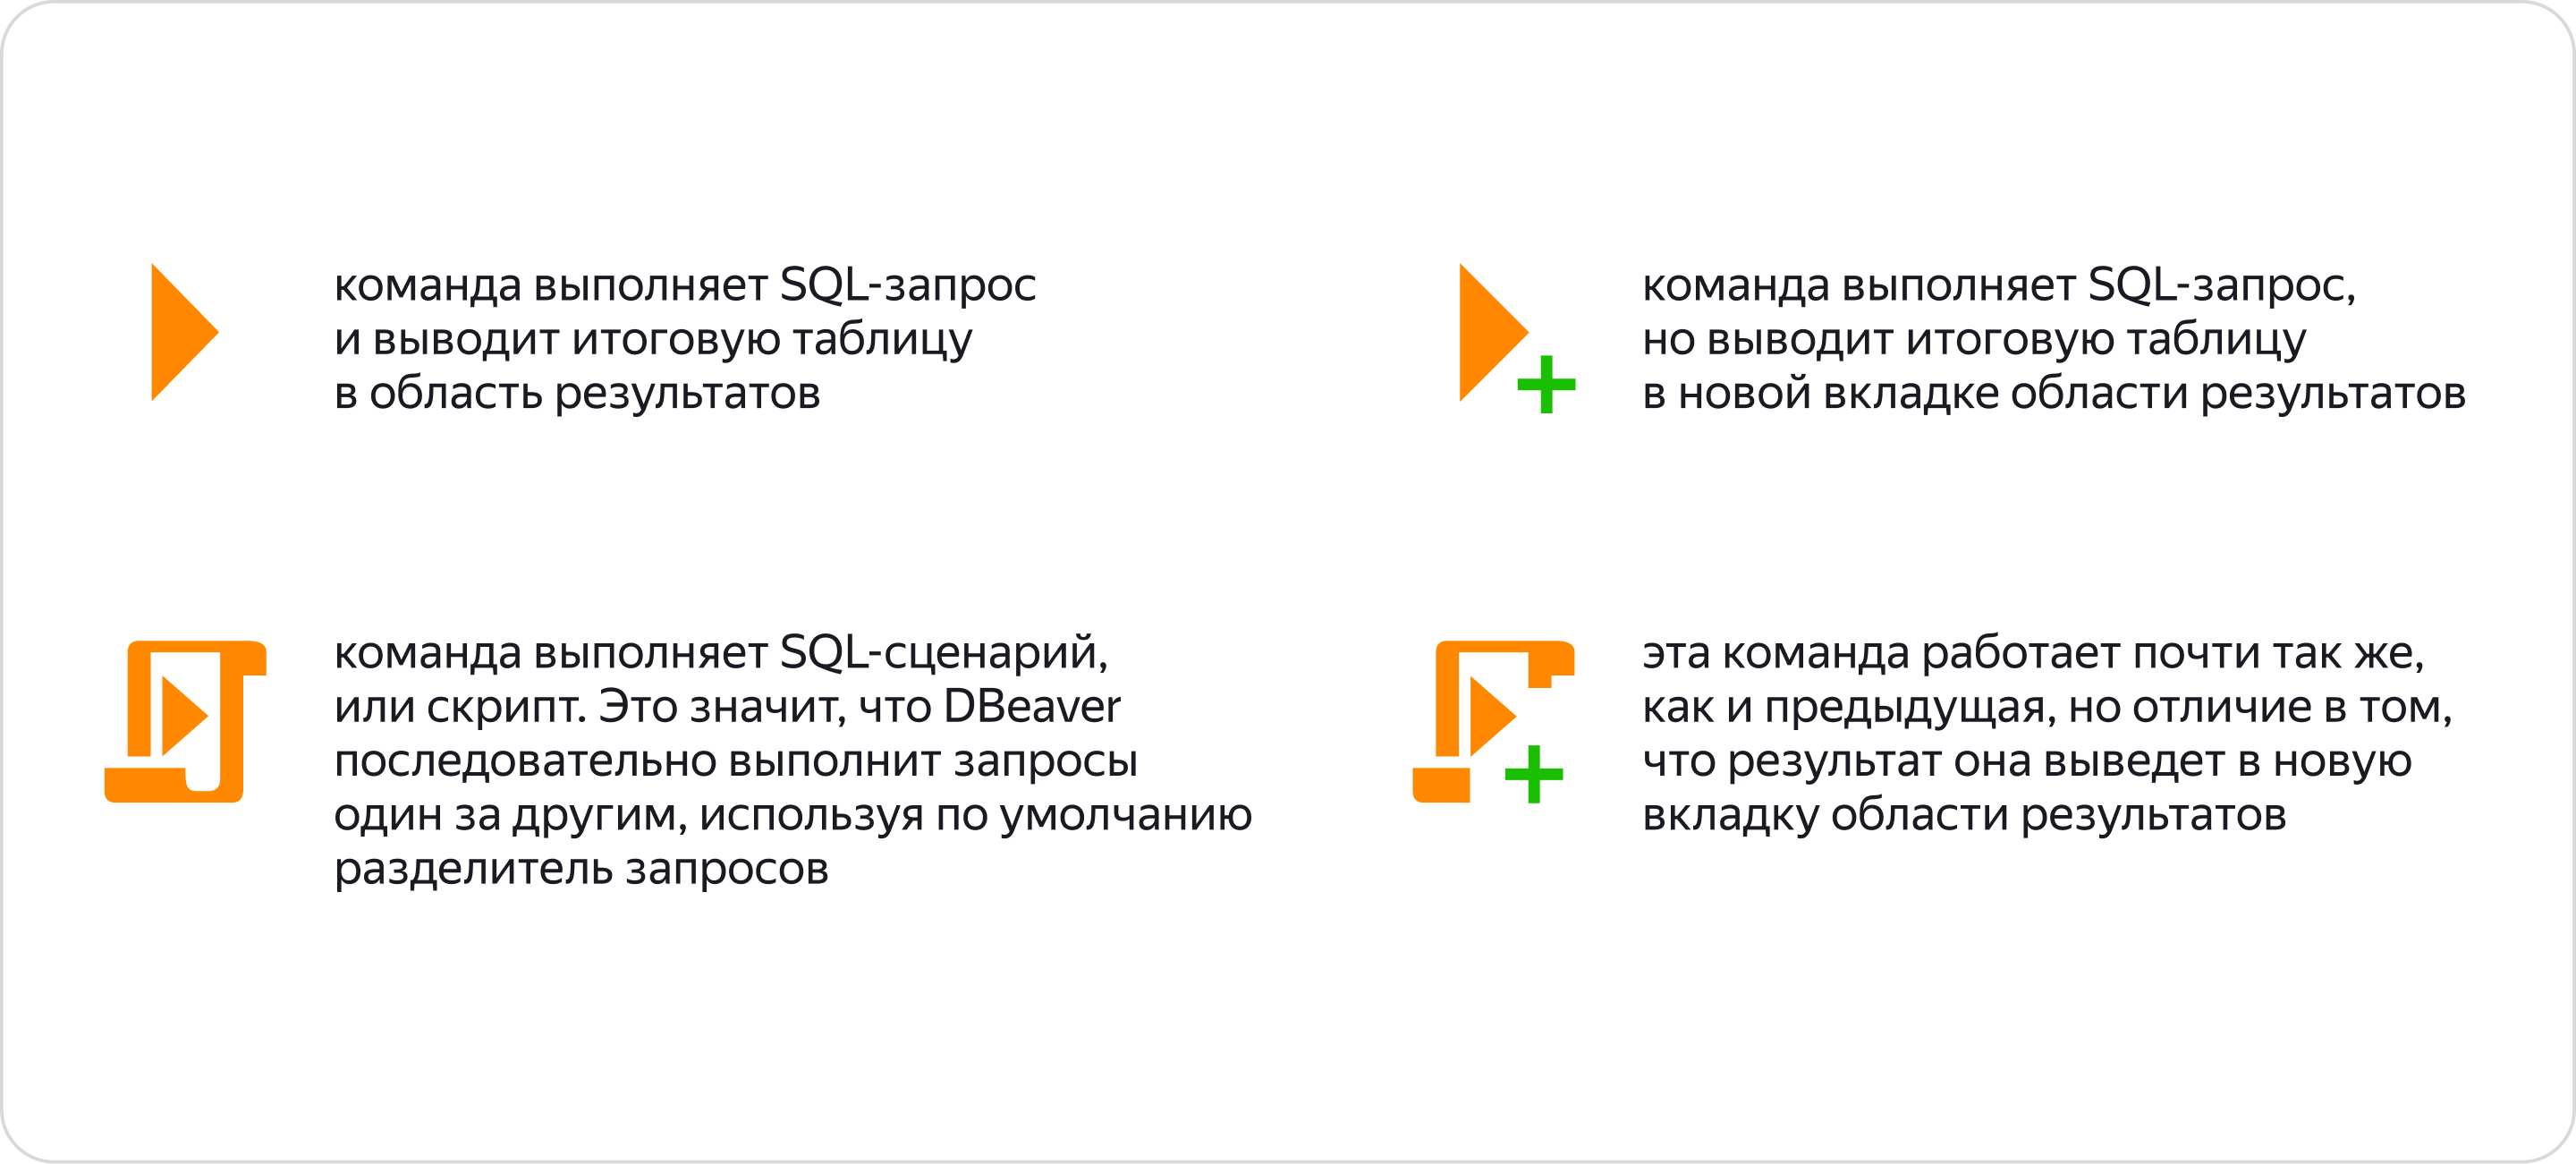 команда выполняет SQL-запрос
и выводит итоговую таблицу
в область результатов
команда выполняет SQL-запрос,
но выводит итоговую таблицу
в новой вкладке области результатов
команда выполняет SQL-сценарий,
или скрипт. Это значит, что DBeaver
последовательно выполнит запросы
один за другим, используя по умолчанию
разделитель запросов
эта команда работает почти так же,
как и предыдущая, но отличие в том,
что результат она выведет в новую
вкладку области результатов